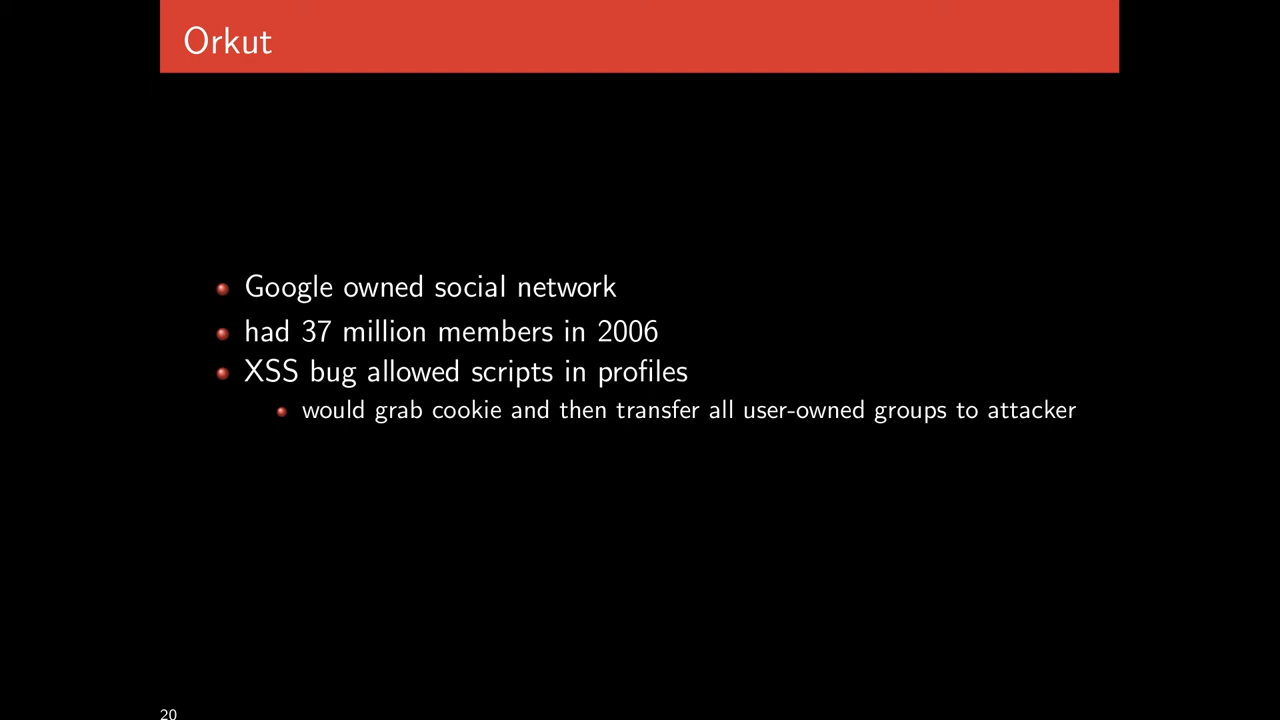 Orkut
Google owned social network
had 37 million members in 2006
XSS bug allowed scripts in profiles
would grab cookie and then transfer all user-owned groups to attacker
20